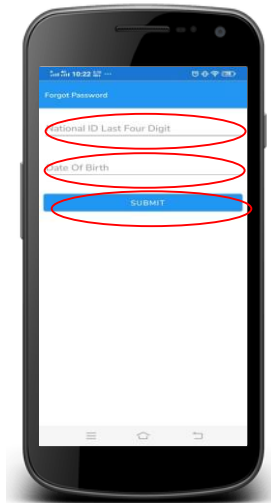 10:22
Forgot Password
National ID Last Four Digit
Date Of Birth
SUBMIT